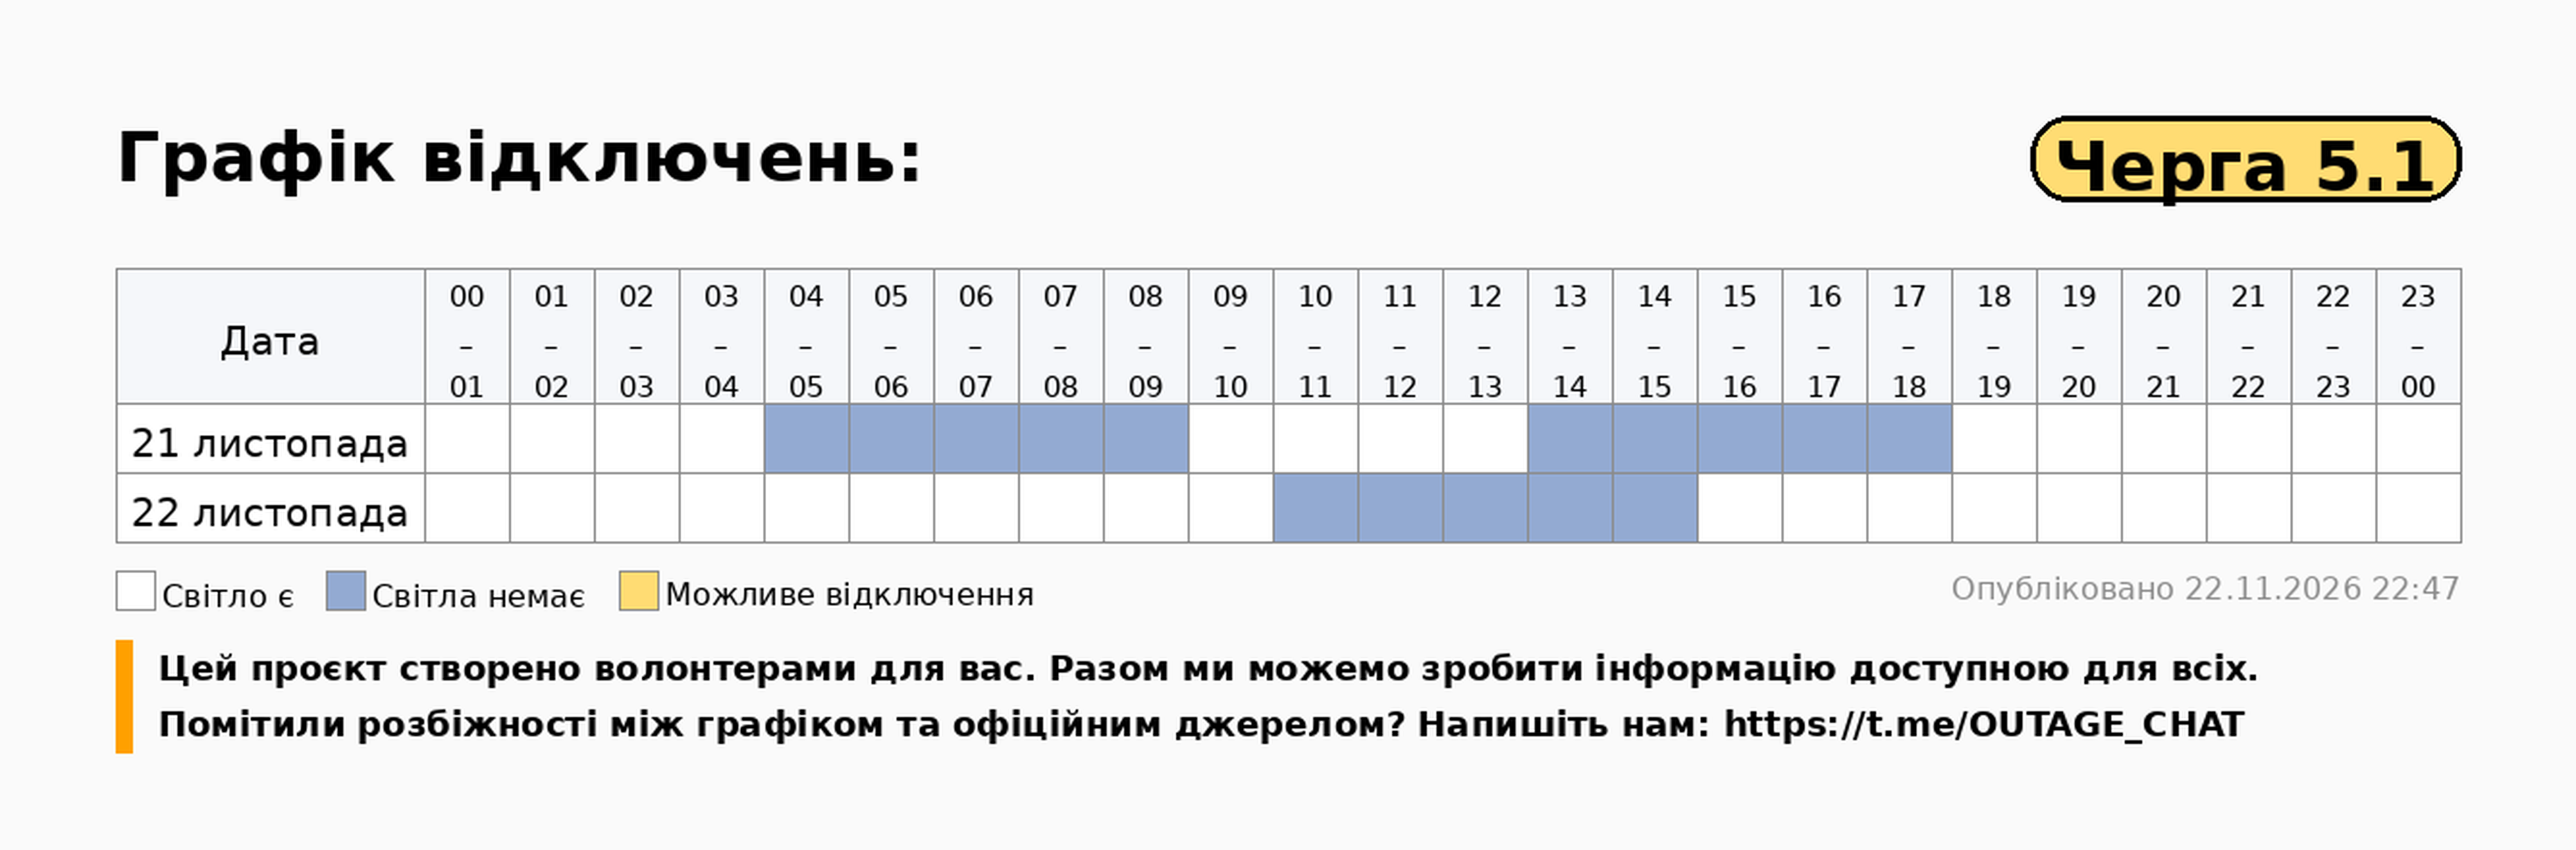 Графік відключень:
Черга 5.1
Дата
00 – 01
01 – 02
02 – 03
03 – 04
04 – 05
05 – 06
06 – 07
07 – 08
08 – 09
09 – 10
10 – 11
11 – 12
12 – 13
13 – 14
14 – 15
15 – 16
16 – 17
17 – 18
18 – 19
19 – 20
20 – 21
21 – 22
22 – 23
23 – 00
21 листопада
22 листопада
Світло є
Світла немає
Можливе відключення
Опубліковано 22.11.2026 22:47
Цей проєкт створено волонтерами для вас. Разом ми можемо зробити інформацію доступною для всіх.
Помітили розбіжності між графіком та офіційним джерелом? Напишіть нам: https://t.me/OUTAGE_CHAT